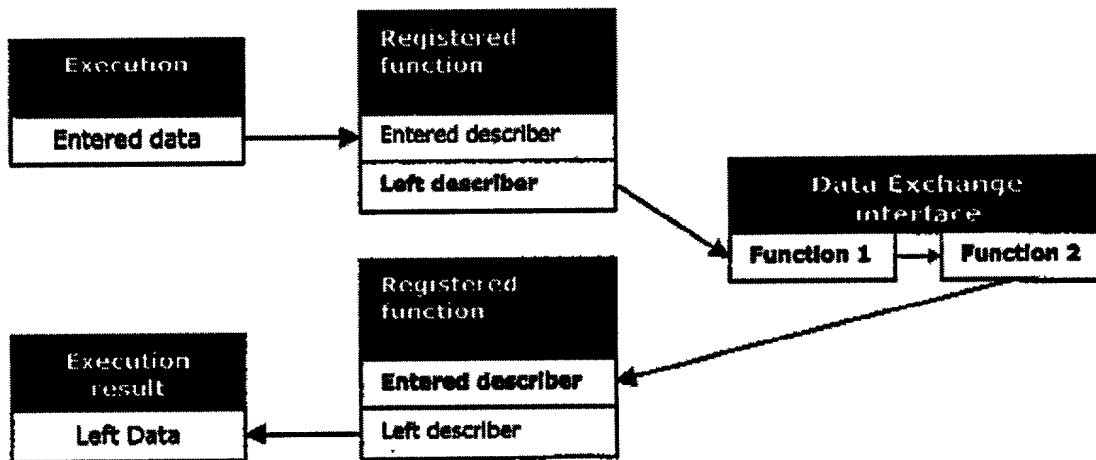 Execution
Entered data
Registered
function
Entered describer
Left describer
Data Exchange
interface
Function 1
Function 2
Registered
function
Entered describer
Left describer
Execution
result
Left Data